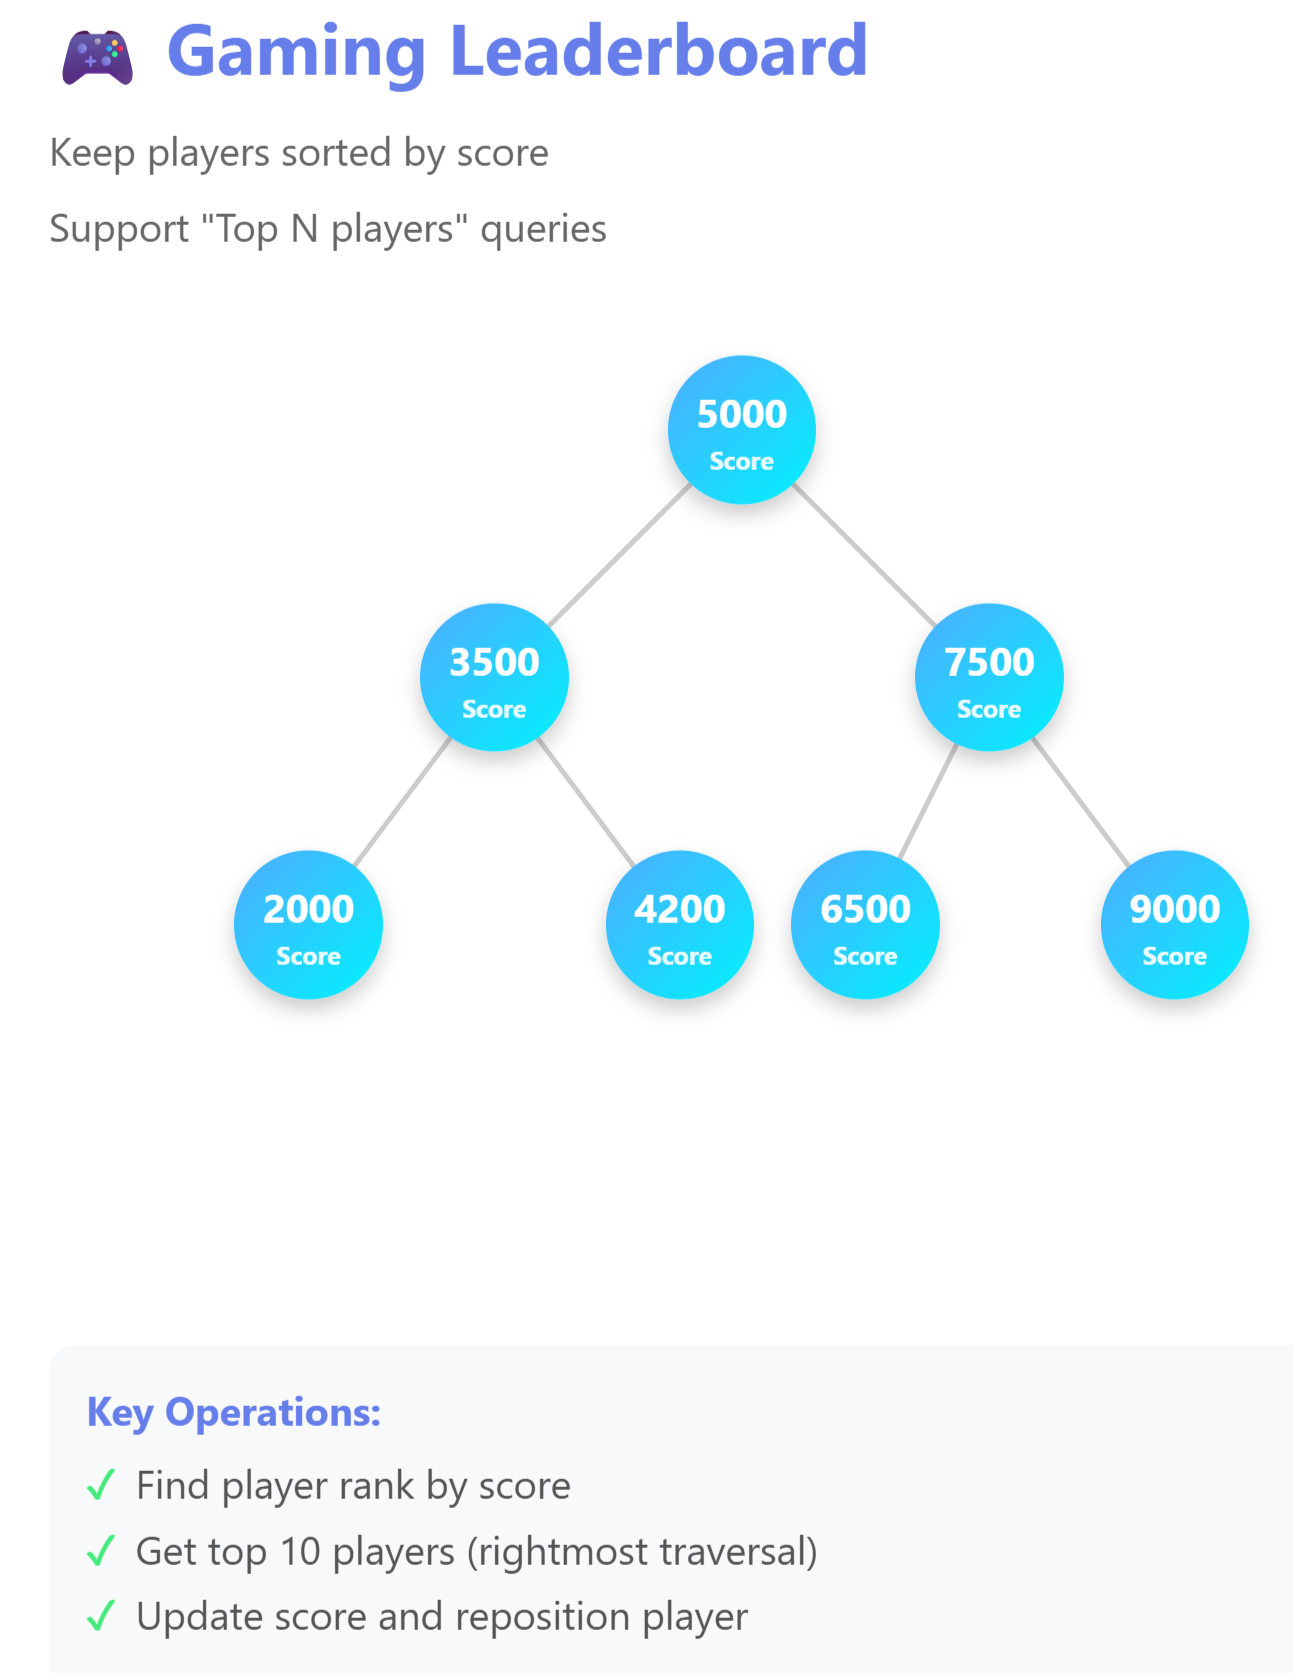 Gaming Leaderboard
Keep players sorted by score
Support "Top N players" queries
5000
Score
3500
Score
7500
Score
2000
Score
4200
Score
6500
Score
9000
Score
Key Operations:
✓ Find player rank by score
✓ Get top 10 players (rightmost traversal)
✓ Update score and reposition player